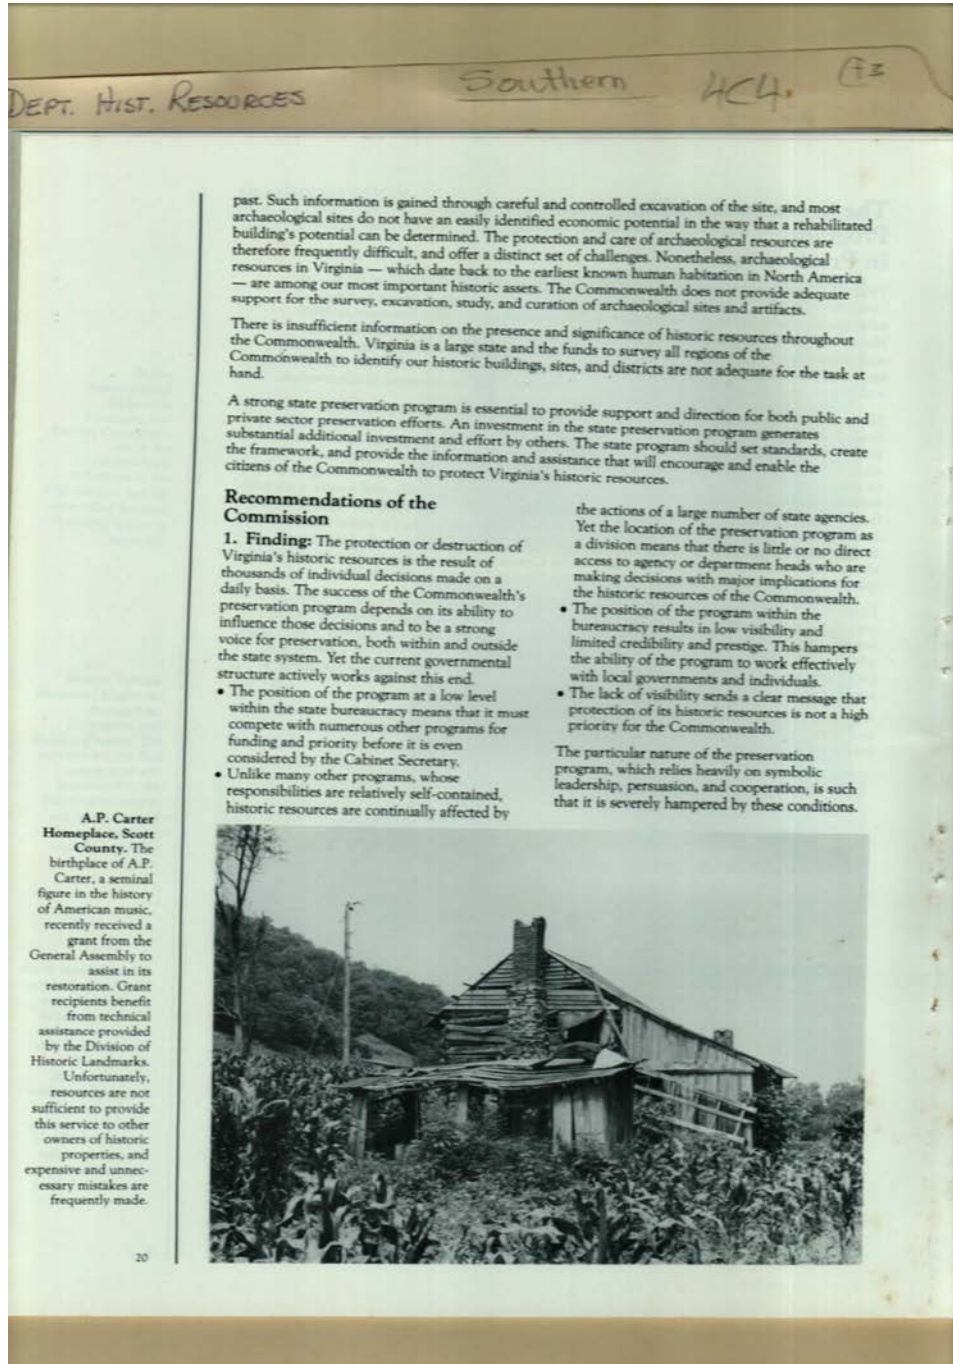 DEPT. HIST. RESOURCES Southern 4C4.
past. Such information is gained through careful and controlled excavation of the site, and most
archaeological sites do not have an easily identified economic potential in the way that a rehabilitated
building's potential can be determined. The protection and care of archaeological resources are
therefore frequently difficult, and offer a distinct set of challenges. Nonetheless, archaeological
resources in Virginia — which date back to the earliest known human habitation in North America
— are among our most important historic assets. The Commonwealth does not provide adequate
support for the survey, excavation, study, and curation of archaeological sites and artifacts.
There is insufficient information on the presence and significance of historic resources throughout
the Commonwealth. Virginia is a large state and the funds to survey all regions of the
Commonwealth to identify our historic buildings, sites, and districts are not adequate for the task at
hand.
A strong state preservation program is essential to provide support and direction for both public and
private sector preservation efforts. An investment in the state preservation program generates
substantial additional investment and effort by others. The state program should set standards, create
the framework, and provide the information and assistance that will encourage and enable the
citizens of the Commonwealth to protect Virginia's historic resources.
Recommendations of the
Commission
1. Finding: The protection or destruction of
Virginia's historic resources is the result of
thousands of individual decisions made on a
daily basis. The success of the Commonwealth's
preservation program depends on its ability to
influence those decisions and to be a strong
voice for preservation, both within and outside
the state system. Yet the current governmental
structure actively works against this end.
• The position of the program at a low level
within the state bureaucracy means that it must
compete with numerous other programs for
funding and priority before it is even
considered by the Cabinet Secretary.
• Unlike many other programs, whose
responsibilities are relatively self-contained,
historic resources are continually affected by
the actions of a large number of state agencies.
Yet the location of the preservation program as
a division means that there is little or no direct
access to agency or department heads who are
making decisions with major implications for
the historic resources of the Commonwealth.
• The position of the program within the
bureaucracy results in low visibility and
limited credibility and prestige. This hampers
the ability of the program to work effectively
with local governments and individuals.
• The lack of visibility sends a clear message that
protection of its historic resources is not a high
priority for the Commonwealth.
The particular nature of the preservation
program, which relies heavily on symbolic
leadership, persuasion, and cooperation, is such
that it is severely hampered by these conditions.
A.P. Carter
Homeplace, Scott
County. The
birthplace of A.P.
Carter, a seminal
figure in the history
of American music,
recently received a
grant from the
General Assembly to
assist in its
restoration. Grant
recipients benefit
from technical
assistance provided
by the Division of
Historic Landmarks.
Unfortunately,
resources are not
sufficient to provide
this service to other
owners of historic
properties, and
expensive and unnec-
essary mistakes are
frequently made.
20